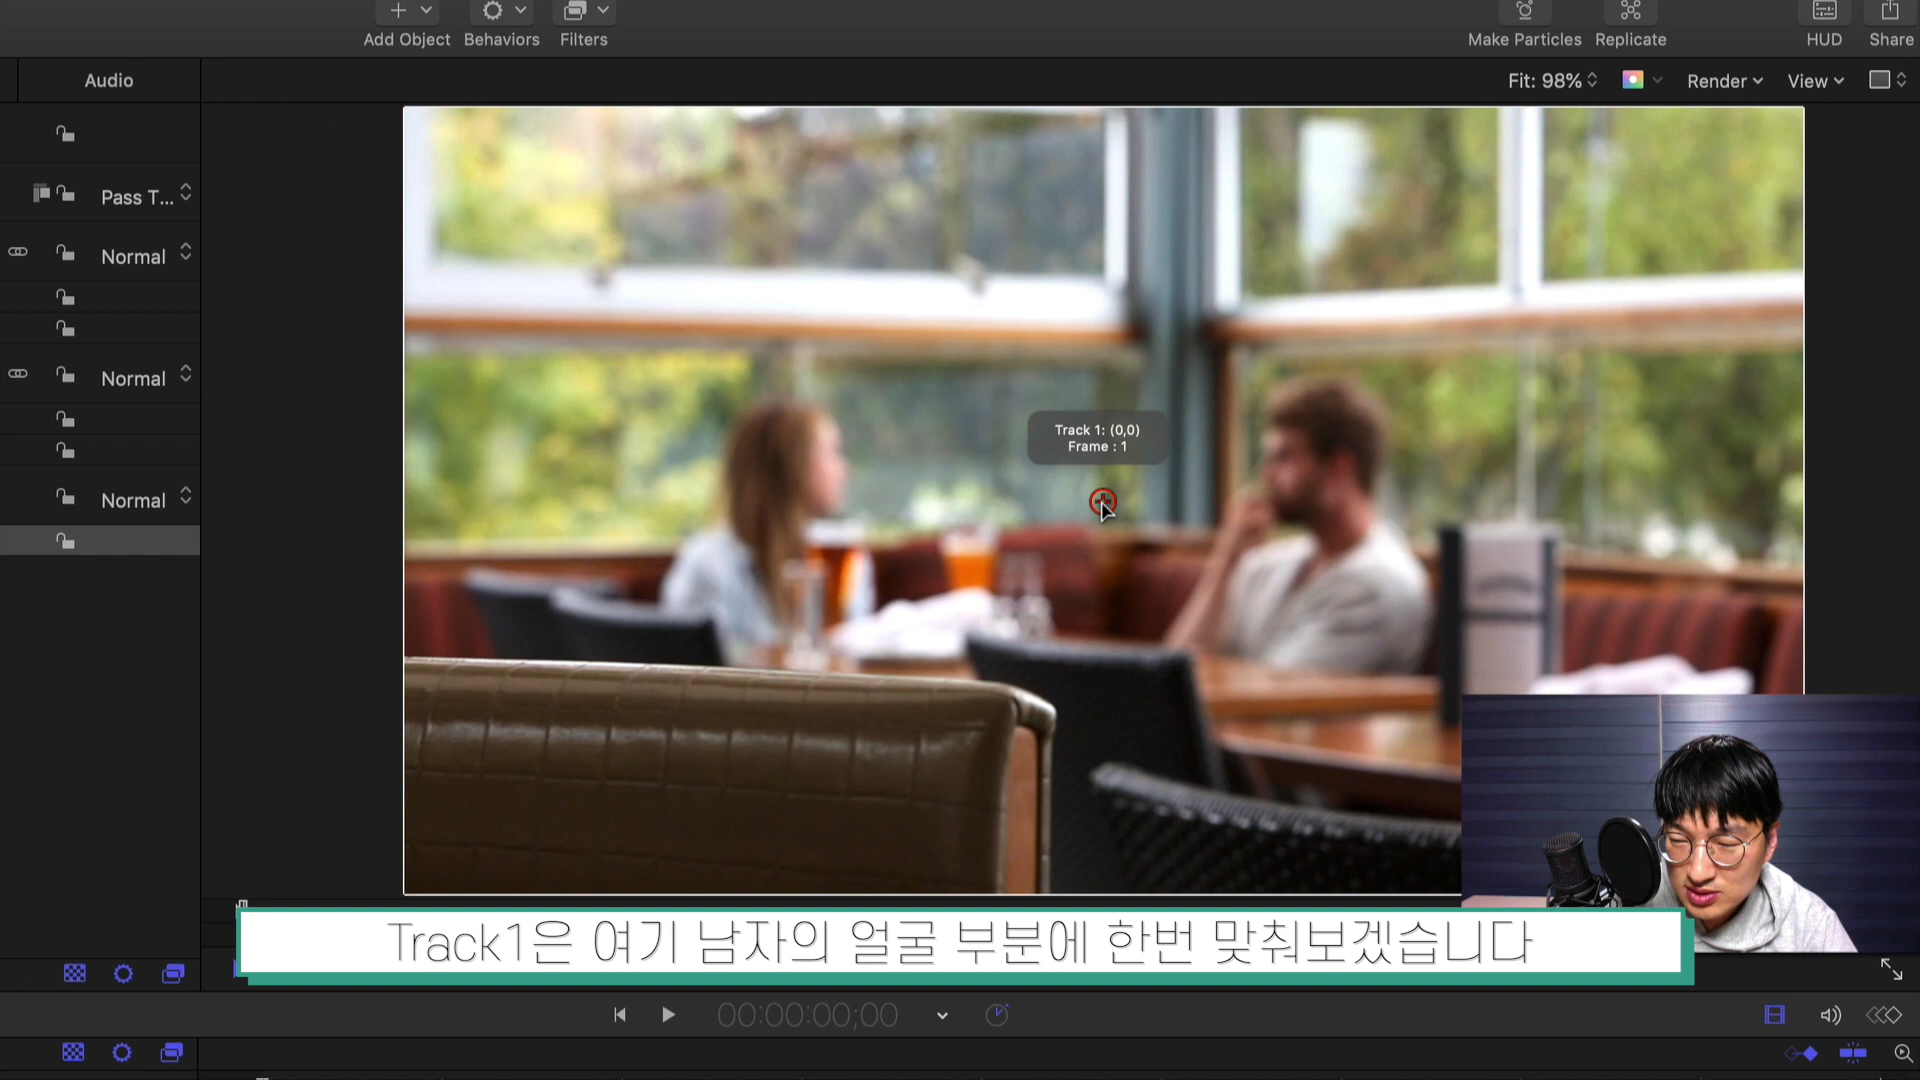 Add Object
Behaviors
Filters
Make Particles
Replicate
HUD
Share
Audio
Fit: 98%
Render
View
Pass T...
Normal
Normal
Normal
Track 1: (0,0)
Frame : 1
Track1은 여기 남자의 얼굴 부분에 한번 맞춰보겠습니다
00:00:00;00